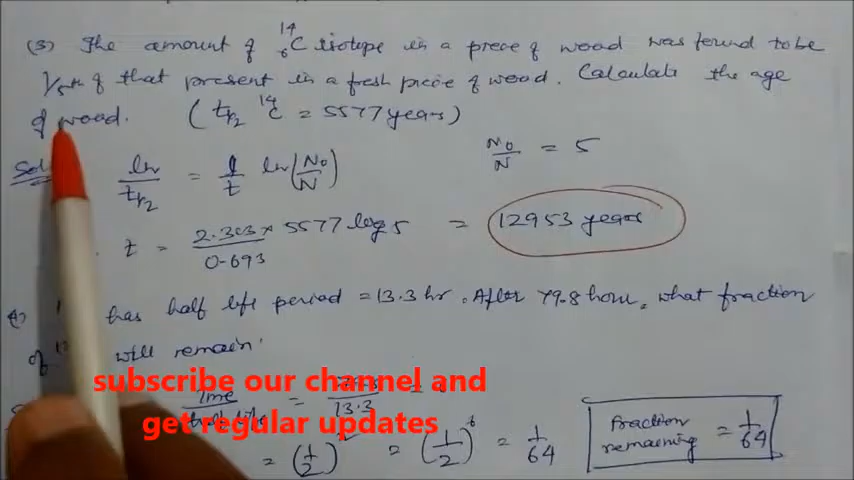 (3) The amount of ¹⁴₆C isotope in a piece of wood was found to be
1/5th of that present in a fresh piece of wood. Calculate the age
of wood. (t1/2 ¹⁴C = 5577 years)
N0/N = 5
Sol ln/t1/2 = 1/t ln(N0/N)
t = 2.303 × 5577 log 5 / 0.693 = 12953 years
4) has half life period = 13.3 hr. After 79.8 hour, what fraction
of will remain.
subscribe our channel and
get regular updates
= /13.3 =
= (1/2) = (1/2)^6 = 1/64
fraction
remaining = 1/64